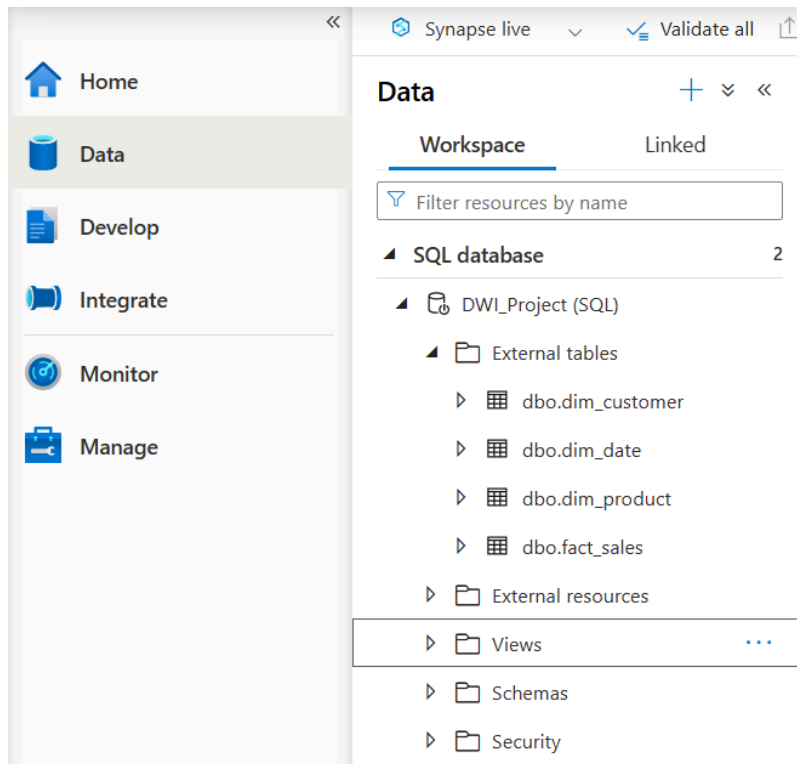 Home
Data
Develop
Integrate
Monitor
Manage
Synapse live
Validate all
Data
Workspace
Linked
Filter resources by name
SQL database 2
DWI_Project (SQL)
External tables
dbo.dim_customer
dbo.dim_date
dbo.dim_product
dbo.fact_sales
External resources
Views
Schemas
Security